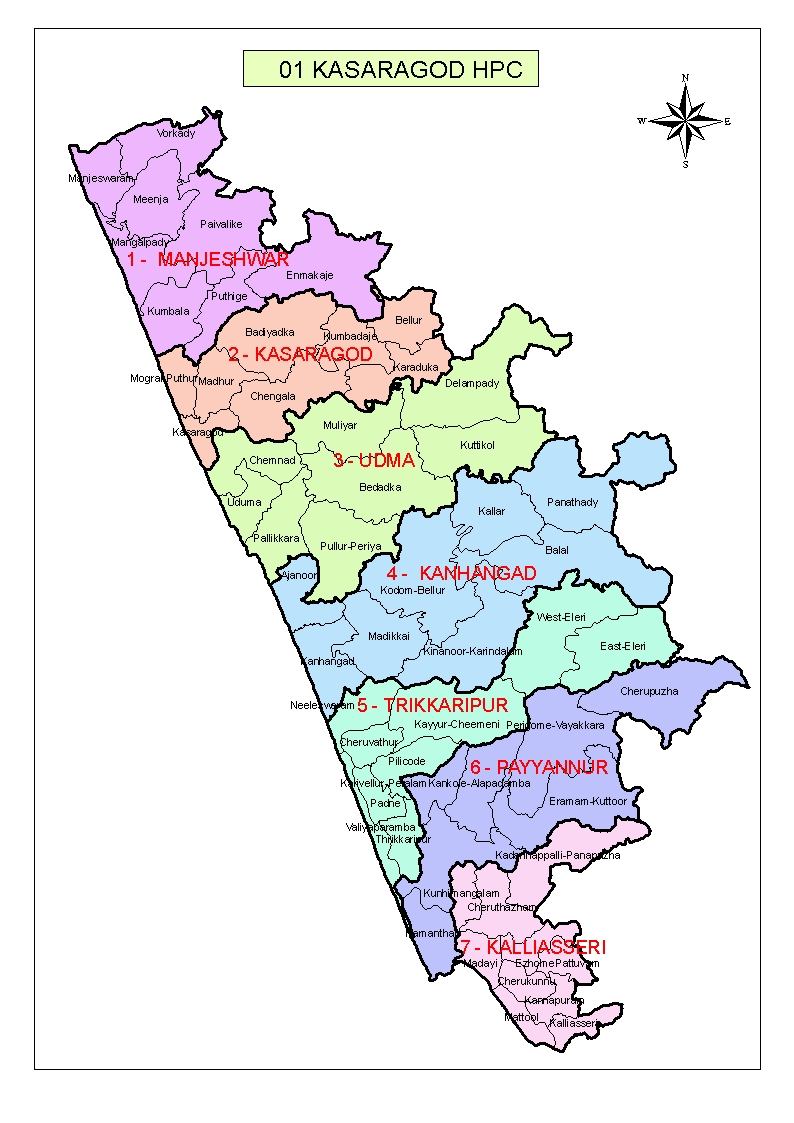 01 KASARAGOD HPC
N
W E
S
Vorkady
Manjeswaram
Meenja
Paivalike
Mangalpady
1 - MANJESHWAR
Enmakaje
Puthige
Kumbala
Bellur
Badiyadka
Kumbadaje
2 - KASARAGOD
Karaduka
Mogral Puthur
Madhur
Delampady
Chengala
Muliyar
Kasaragod
Kuttikol
Chemnad
3 - UDMA
Bedadka
Uduma
Panathady
Kallar
Pallikkara
Pullur-Periya
Balal
Ajanoor
4 - KANHANGAD
Kodom-Bellur
West-Eleri
Madikkai
East-Eleri
Kinanoor-Karindalam
Kanhangad
Cherupuzha
Neeleswaram
5 - TRIKKARIPUR
Kayyur-Cheemeni
Peringome-Vayakkara
Cheruvathur
Pilicode
6 - PAYYANNUR
Karivellur-Peralam
Kankole-Alapadamba
Padne
Eramam-Kuttoor
Valiyaparamba
Thrikkaripur
Kadannappalli-Panapuzha
Kunhimangalam
Cheruthazham
Ramanthali
7 - KALLIASSERI
Madayi
Ezhome
Pattuvam
Cherukunnu
Kannapuram
Mattool
Kalliasseri